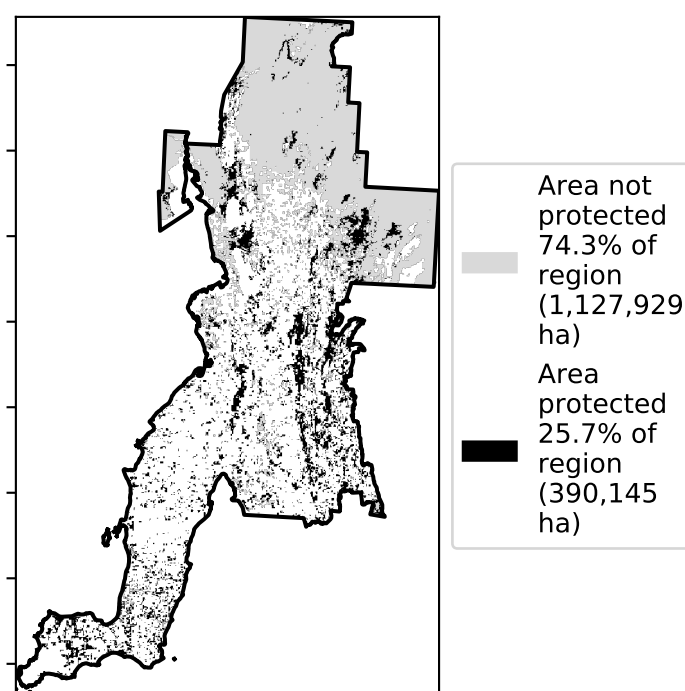 Area not
protected
74.3% of
region
(1,127,929
ha)
Area
protected
25.7% of
region
(390,145
ha)